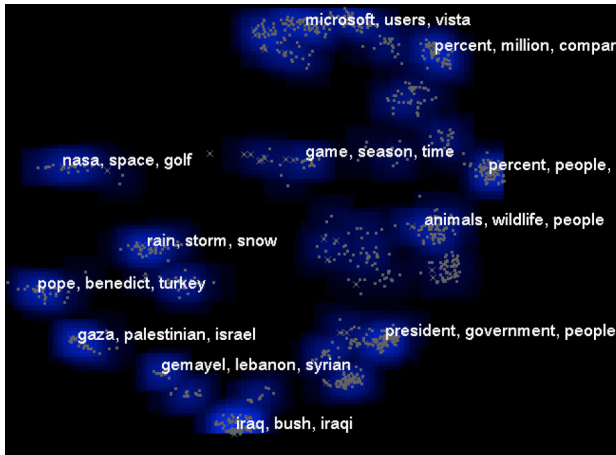 microsoft, users, vista
percent, million, compar
game, season, time
nasa, space, golf
percent, people,
animals, wildlife, people
rain, storm, snow
pope, benedict, turkey
gaza, palestinian, israel
president, government, people
gemayel, lebanon, syrian
iraq, bush, iraqi